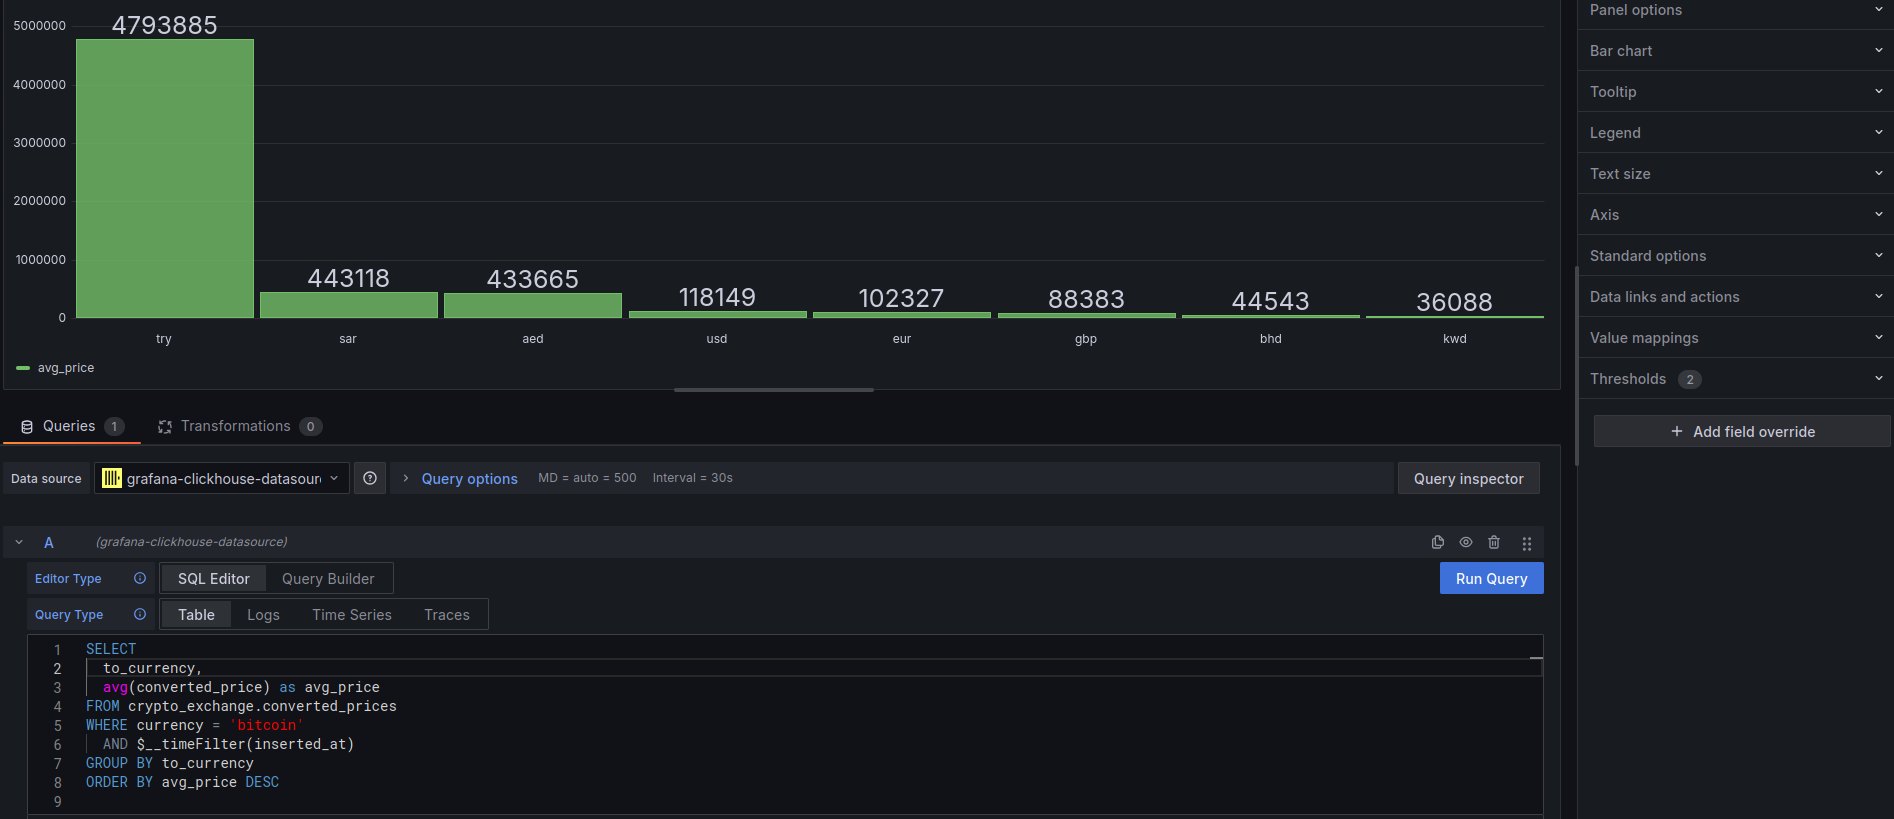 5000000
4793885
4000000
3000000
2000000
1000000
443118
433665
118149
102327
88383
44543
36088
0
try
sar
aed
usd
eur
gbp
bhd
kwd
avg_price
Panel options
Bar chart
Tooltip
Legend
Text size
Axis
Standard options
Data links and actions
Value mappings
Thresholds 2
+ Add field override
Queries 1 Transformations 0
Data source grafana-clickhouse-datasour Query options MD = auto = 500 Interval = 30s Query inspector
A (grafana-clickhouse-datasource)
Editor Type SQL Editor Query Builder Run Query
Query Type Table Logs Time Series Traces
1 SELECT
2 to_currency,
3 avg(converted_price) as avg_price
4 FROM crypto_exchange.converted_prices
5 WHERE currency = 'bitcoin'
6 AND $__timeFilter(inserted_at)
7 GROUP BY to_currency
8 ORDER BY avg_price DESC
9